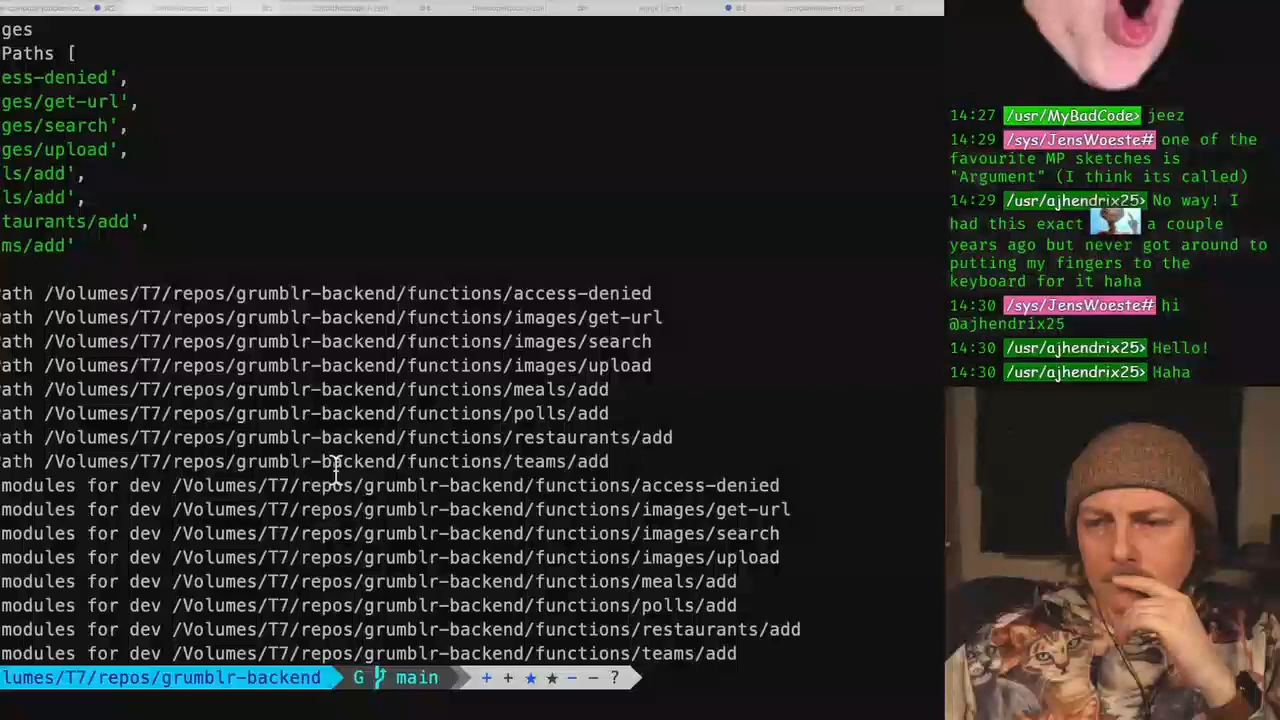 ges
Paths [
ess-denied',
ges/get-url',
ges/search',
ges/upload',
ls/add',
ls/add',
taurants/add',
ms/add'
ath /Volumes/T7/repos/grumblr-backend/functions/access-denied
ath /Volumes/T7/repos/grumblr-backend/functions/images/get-url
ath /Volumes/T7/repos/grumblr-backend/functions/images/search
ath /Volumes/T7/repos/grumblr-backend/functions/images/upload
ath /Volumes/T7/repos/grumblr-backend/functions/meals/add
ath /Volumes/T7/repos/grumblr-backend/functions/polls/add
ath /Volumes/T7/repos/grumblr-backend/functions/restaurants/add
ath /Volumes/T7/repos/grumblr-backend/functions/teams/add
modules for dev /Volumes/T7/repos/grumblr-backend/functions/access-denied
modules for dev /Volumes/T7/repos/grumblr-backend/functions/images/get-url
modules for dev /Volumes/T7/repos/grumblr-backend/functions/images/search
modules for dev /Volumes/T7/repos/grumblr-backend/functions/images/upload
modules for dev /Volumes/T7/repos/grumblr-backend/functions/meals/add
modules for dev /Volumes/T7/repos/grumblr-backend/functions/polls/add
modules for dev /Volumes/T7/repos/grumblr-backend/functions/restaurants/add
modules for dev /Volumes/T7/repos/grumblr-backend/functions/teams/add
lumes/T7/repos/grumblr-backend G main + + ★ ★ − − ?
14:27 /usr/MyBadCode> jeez
14:29 /sys/JensWoeste# one of the
favourite MP sketches is
"Argument" (I think its called)
14:29 /usr/ajhendrix25> No way! I
had this exact a couple
years ago but never got around to
putting my fingers to the
keyboard for it haha
14:30 /sys/JensWoeste# hi
@ajhendrix25
14:30 /usr/ajhendrix25> Hello!
14:30 /usr/ajhendrix25> Haha